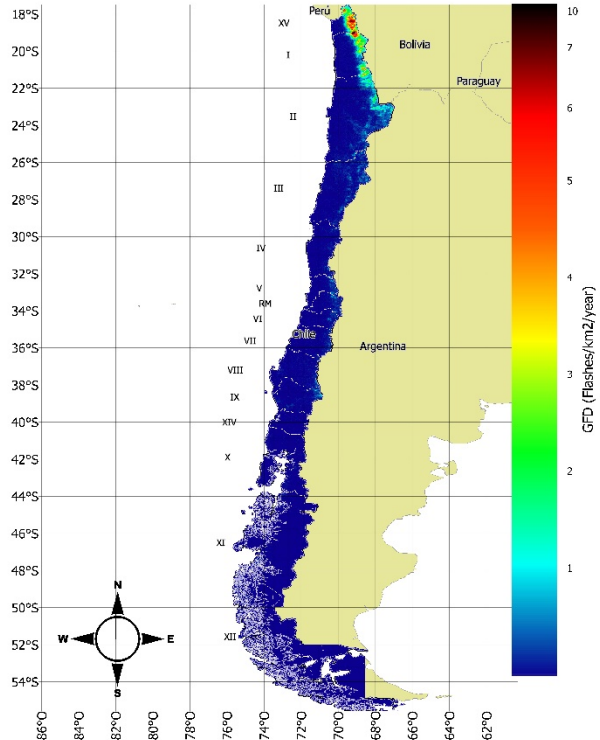 18°S
20°S
22°S
24°S
26°S
28°S
30°S
32°S
34°S
36°S
38°S
40°S
42°S
44°S
46°S
48°S
50°S
52°S
54°S
Perú
Bolivia
Paraguay
Chile
Argentina
XV
I
II
III
IV
V
RM
VI
VII
VIII
IX
XIV
X
XI
XII
N
W
E
S
86°O
84°O
82°O
80°O
78°O
76°O
74°O
72°O
70°O
68°O
66°O
64°O
62°O
10
7
6
5
4
3
2
1
GFD (Flashes/km2/year)